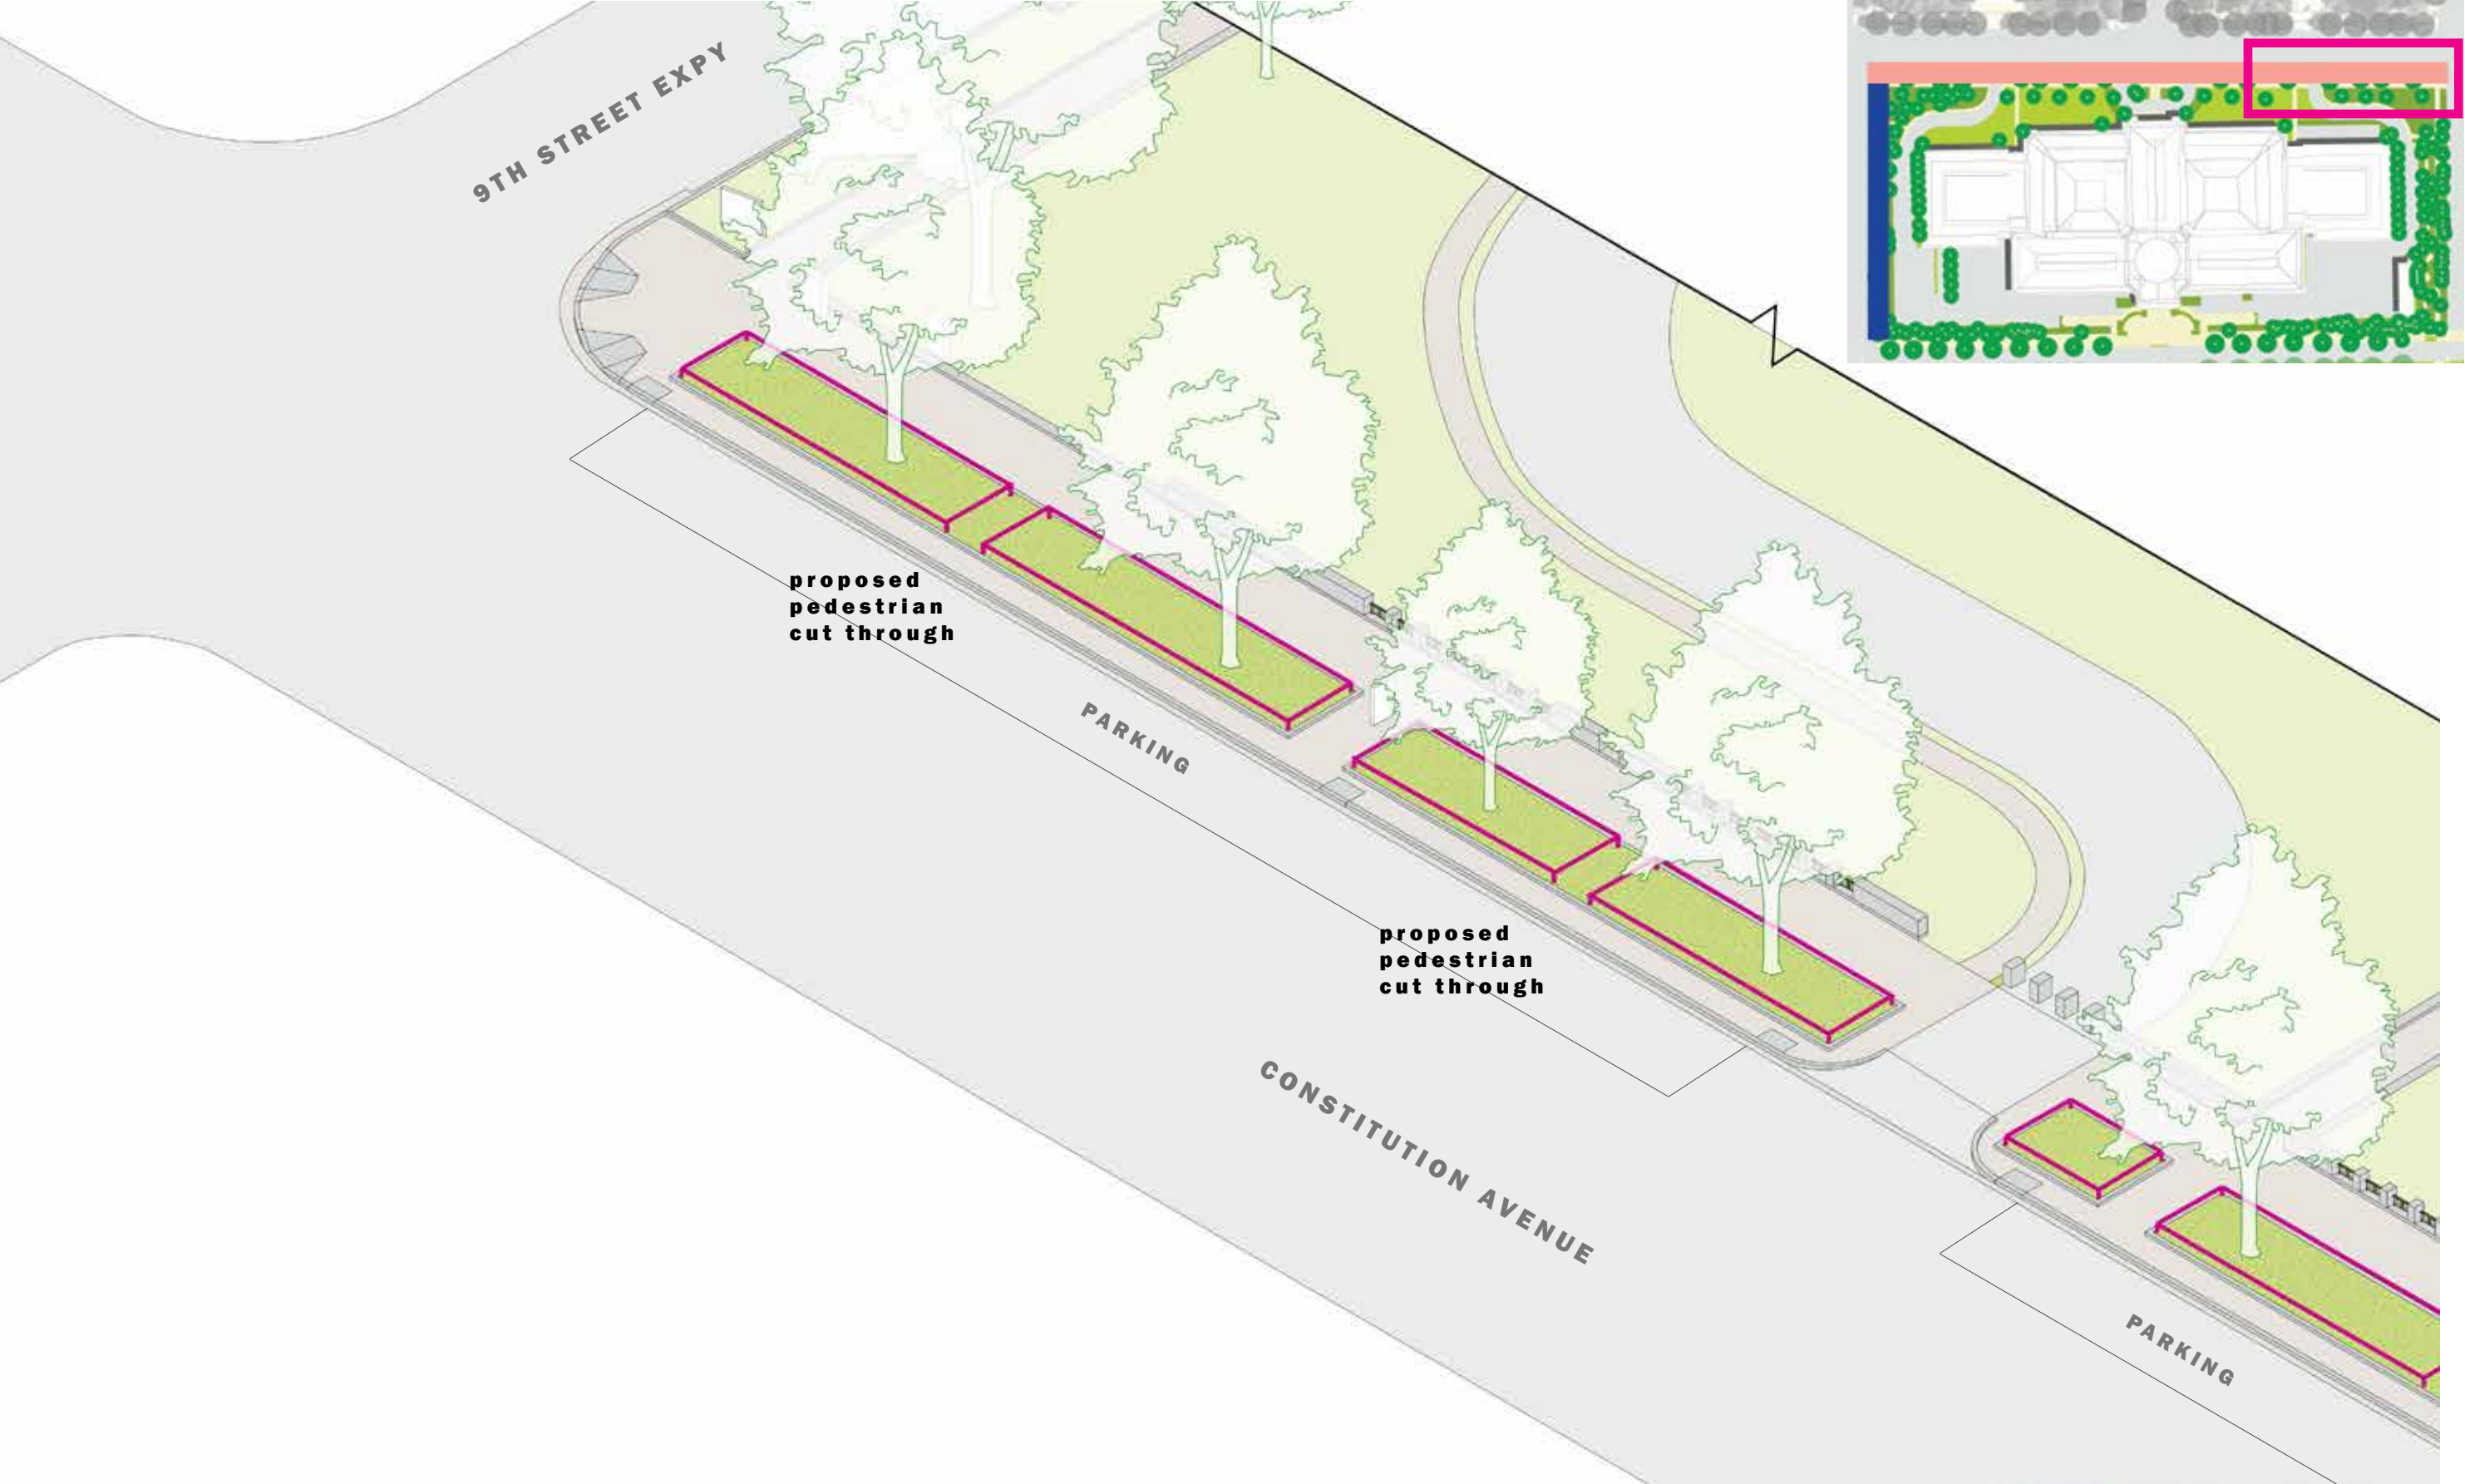 9TH STREET EXPY
proposed
pedestrian
cut through
PARKING
proposed
pedestrian
cut through
CONSTITUTION AVENUE
PARKING